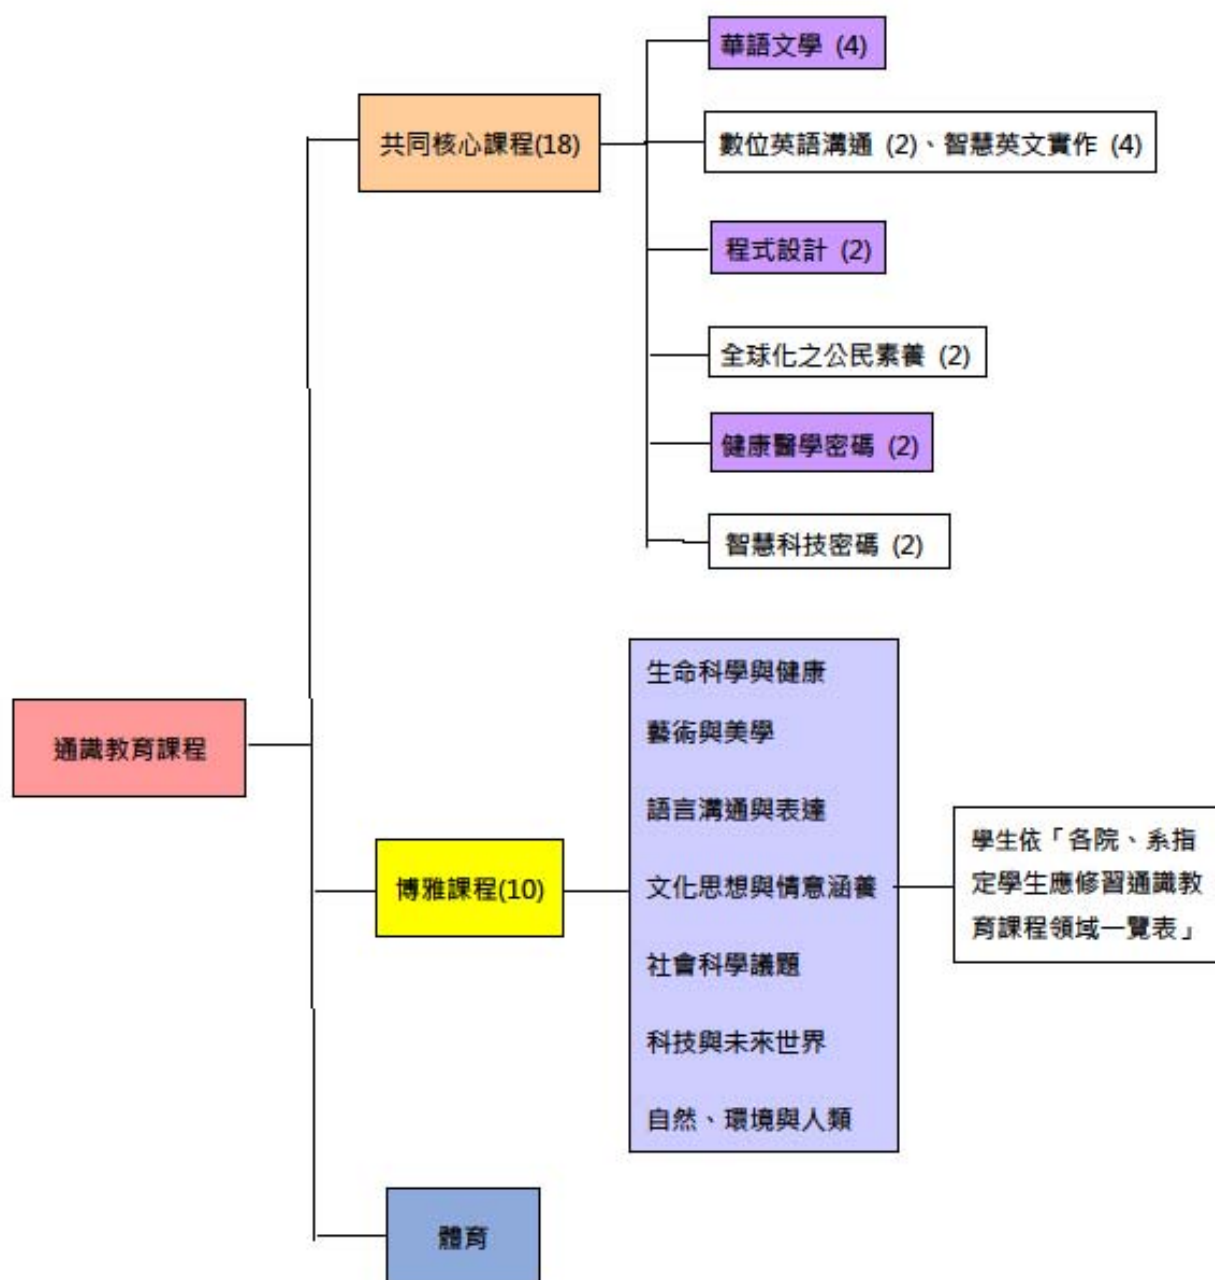 華語文學 (4)
共同核心課程(18)
數位英語溝通 (2)、智慧英文實作 (4)
程式設計 (2)
全球化之公民素養 (2)
健康醫學密碼 (2)
智慧科技密碼 (2)
通識教育課程
博雅課程(10)
生命科學與健康
藝術與美學
語言溝通與表達
文化思想與情意涵養
社會科學議題
科技與未來世界
自然、環境與人類
學生依「各院、系指
定學生應修習通識教
育課程領域一覽表」
體育